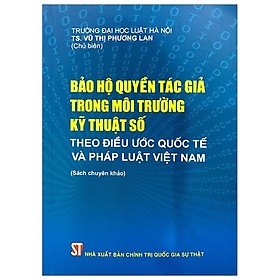 TRƯỜNG ĐẠI HỌC LUẬT HÀ NỘI
TS. VŨ THỊ PHƯƠNG LAN
(Chủ biên)
BẢO HỘ QUYỀN TÁC GIẢ
TRONG MÔI TRƯỜNG
KỸ THUẬT SỐ
THEO ĐIỀU ƯỚC QUỐC TẾ
VÀ PHÁP LUẬT VIỆT NAM
(Sách chuyên khảo)
ST
NHÀ XUẤT BẢN CHÍNH TRỊ QUỐC GIA SỰ THẬT